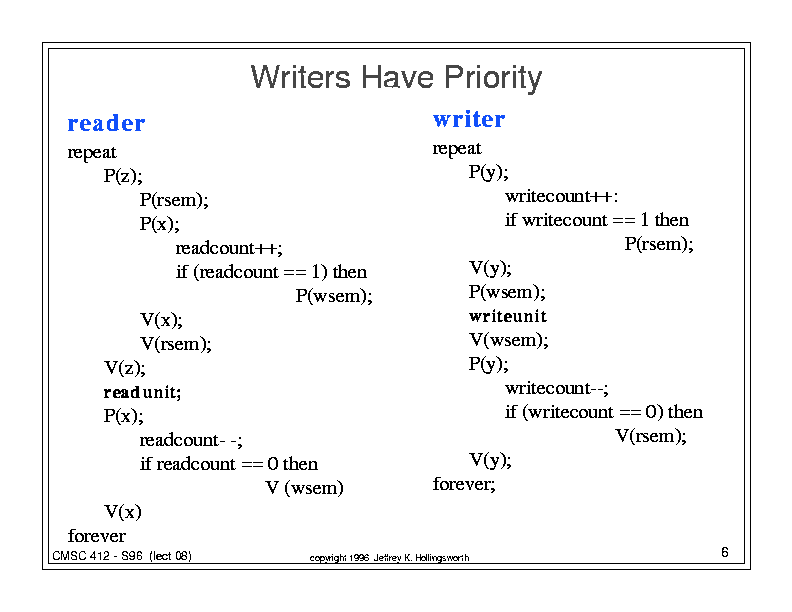 Writers Have Priority
reader
repeat
P(z);
P(rsem);
P(x);
readcount++;
if (readcount == 1) then
P(wsem);
V(x);
V(rsem);
V(z);
readunit;
P(x);
readcount- -;
if readcount == 0 then
V (wsem)
V(x)
forever
writer
repeat
P(y);
writecount++:
if writecount == 1 then
P(rsem);
V(y);
P(wsem);
writeunit
V(wsem);
P(y);
writecount--;
if (writecount == 0) then
V(rsem);
V(y);
forever;
CMSC 412 - S96 (lect 08)
copyright 1996 Jeffrey K. Hollingsworth
6